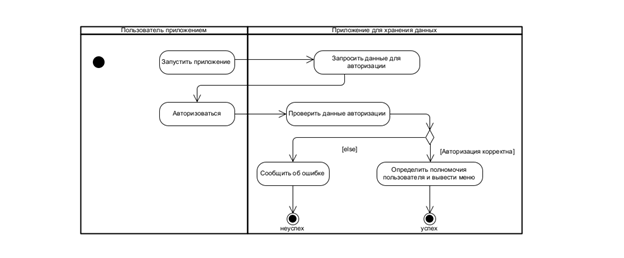 Пользователь приложением
Приложение для хранения данных
Запустить приложение
Запросить данные для
авторизации
Авторизоваться
Проверить данные авторизации
[else]
[Авторизация корректна]
Сообщить об ошибке
Определить полномочия
пользователя и вывести меню
неуспех
успех